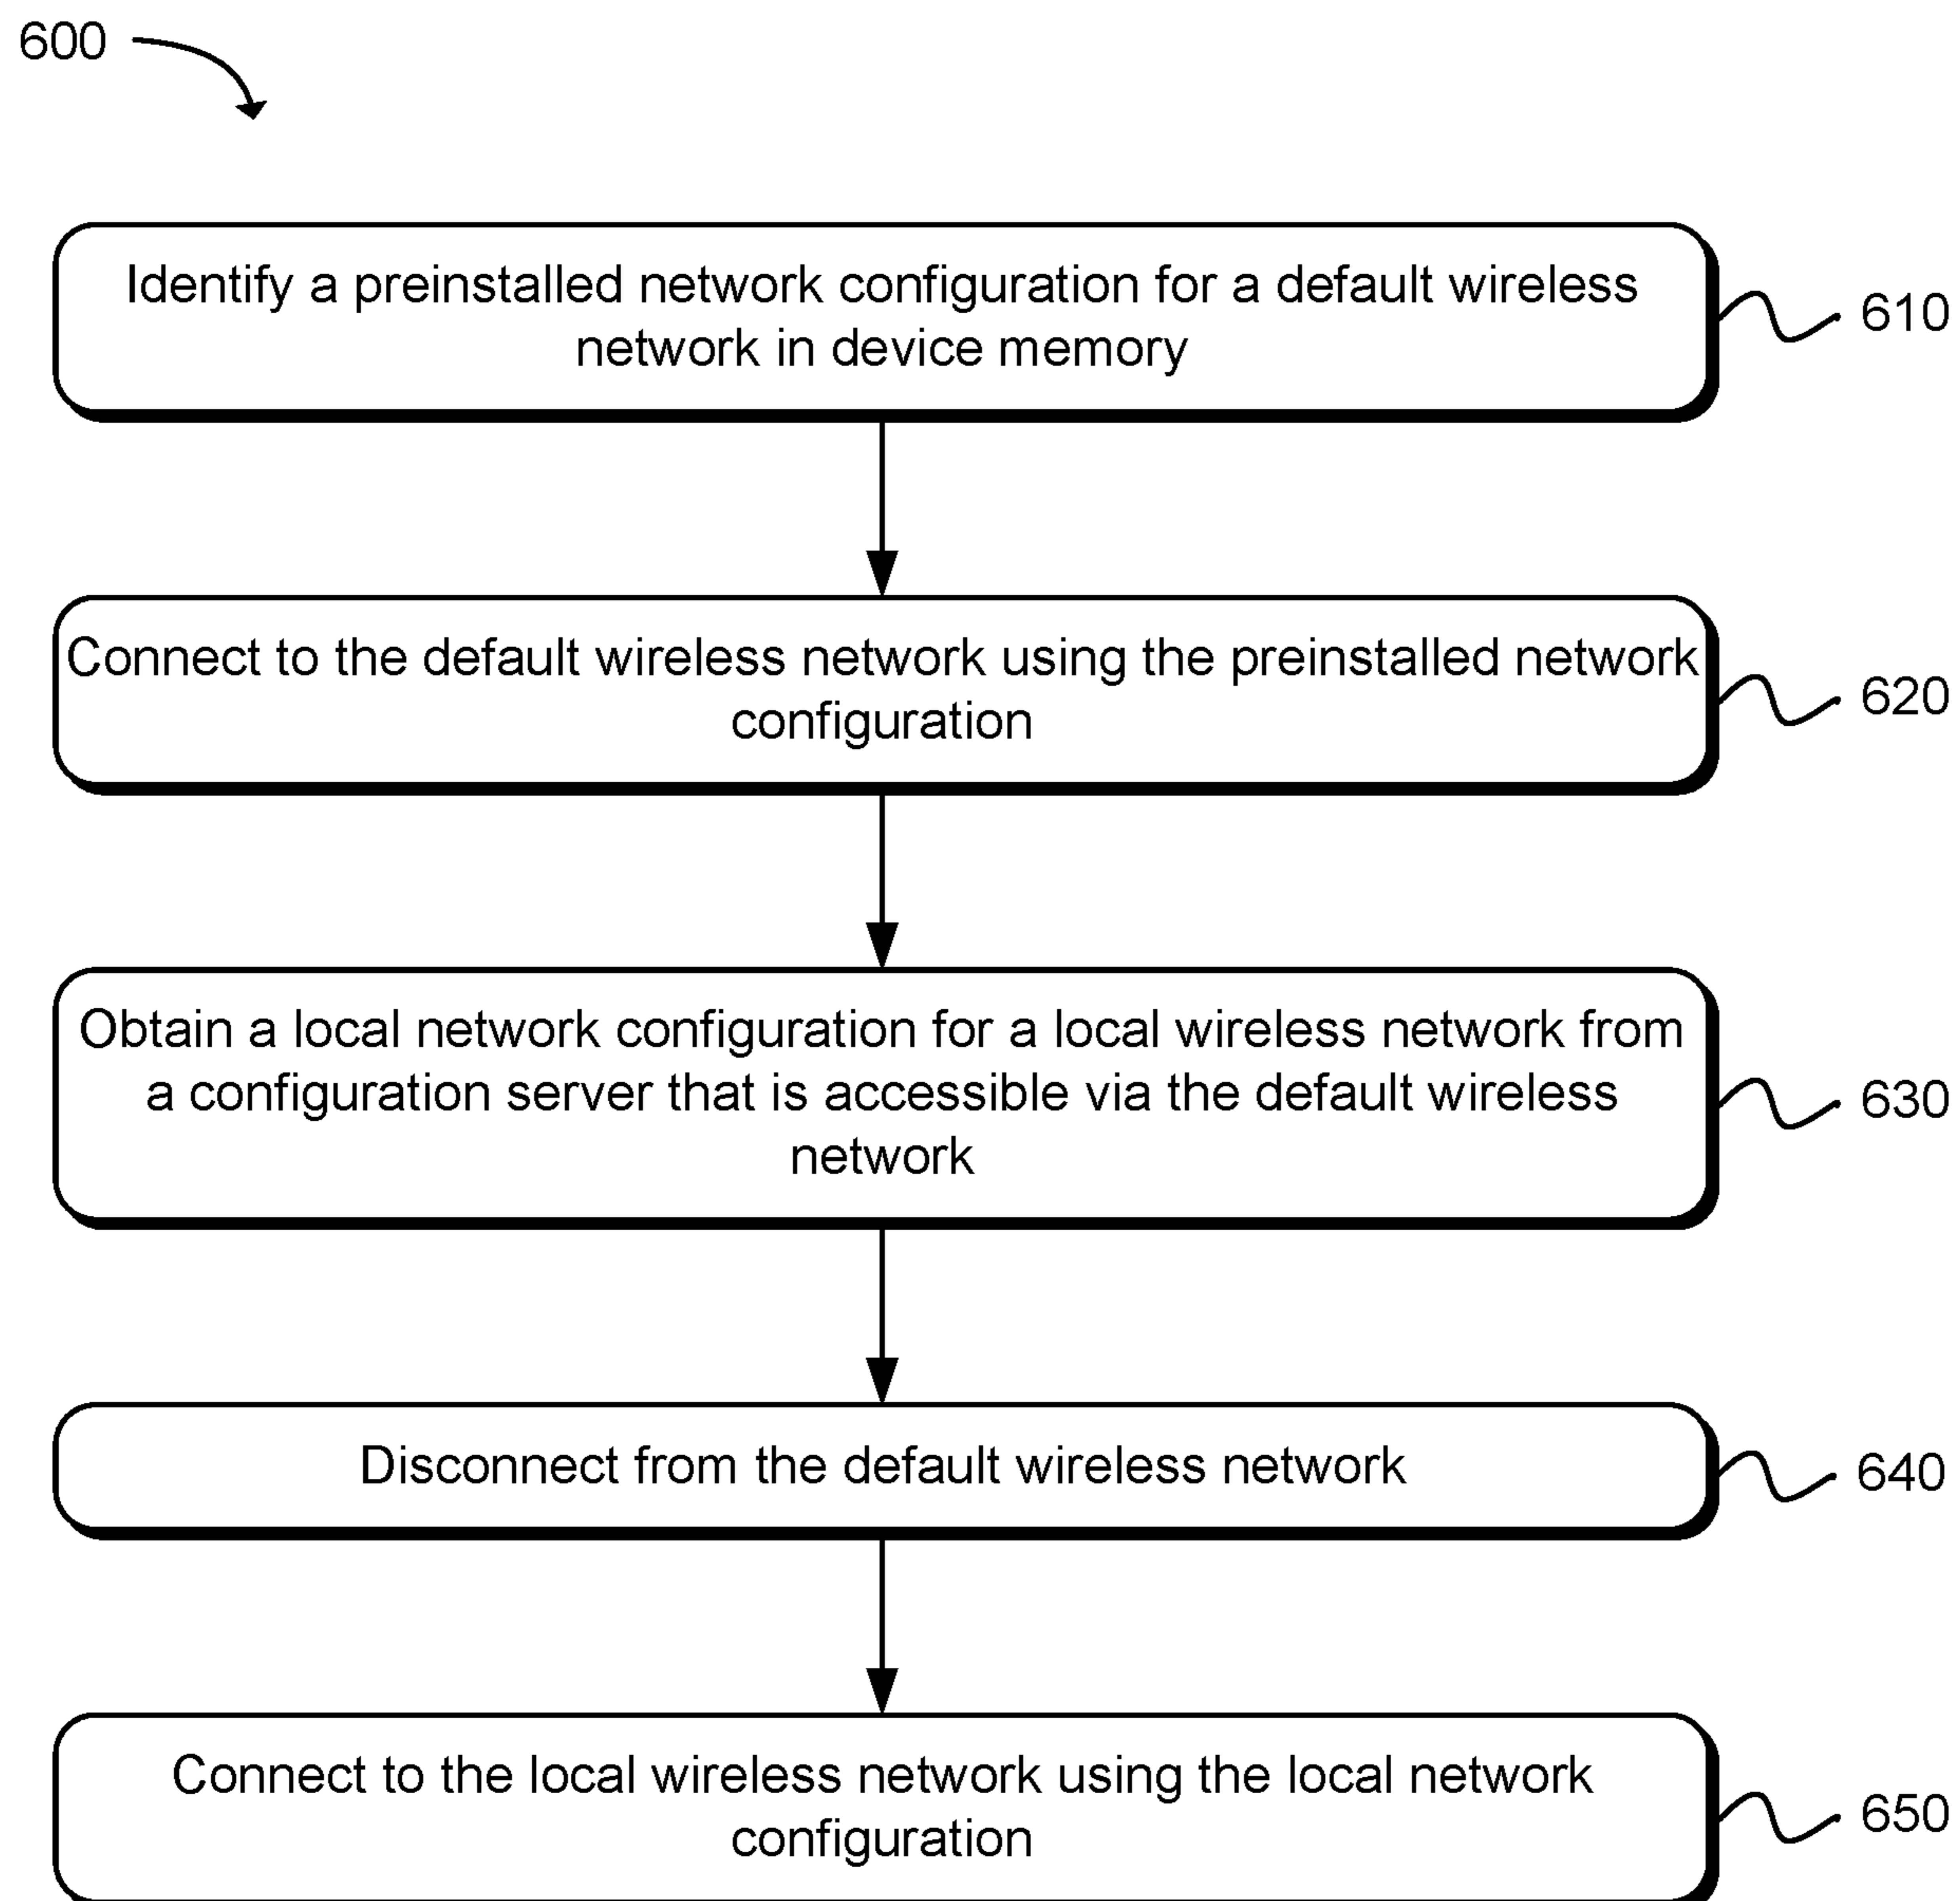 600
Identify a preinstalled network configuration for a default wireless
network in device memory
610
Connect to the default wireless network using the preinstalled network
configuration
620
Obtain a local network configuration for a local wireless network from
a configuration server that is accessible via the default wireless
network
630
Disconnect from the default wireless network
640
Connect to the local wireless network using the local network
configuration
650